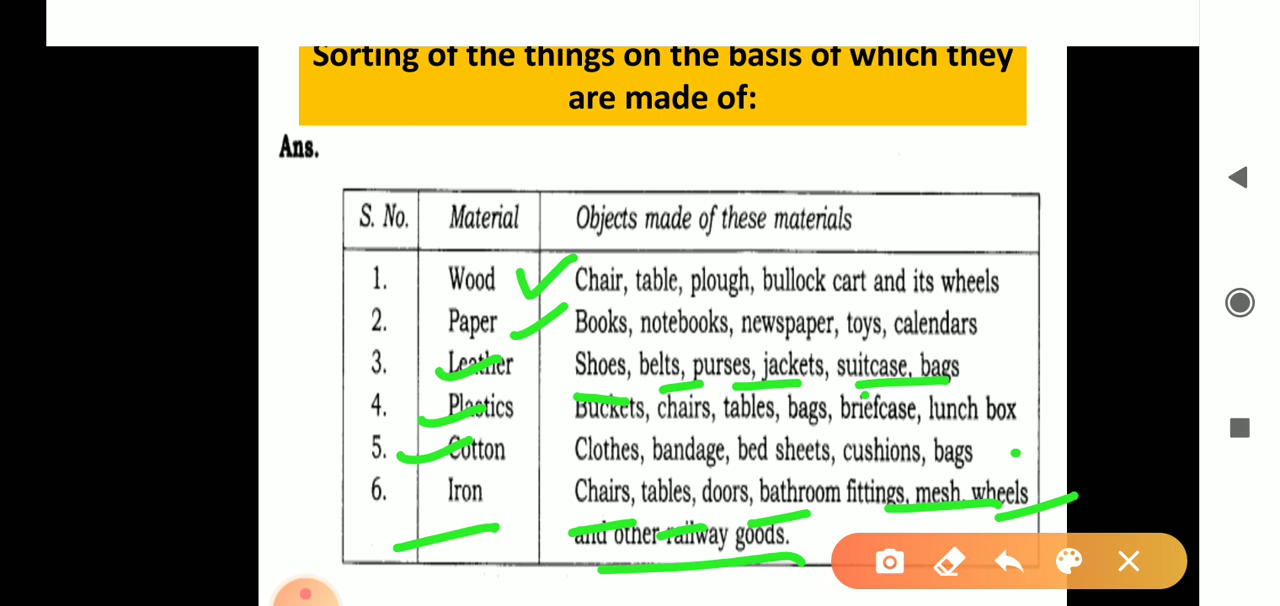 Sorting of the things on the basis of which they
are made of:
Ans.
S. No. Material Objects made of these materials
1. Wood Chair, table, plough, bullock cart and its wheels
2. Paper Books, notebooks, newspaper, toys, calendars
3. Leather Shoes, belts, purses, jackets, suitcase, bags
4. Plastics Buckets, chairs, tables, bags, briefcase, lunch box
5. Cotton Clothes, bandage, bed sheets, cushions, bags
6. Iron Chairs, tables, doors, bathroom fittings, mesh, wheels
and other railway goods.